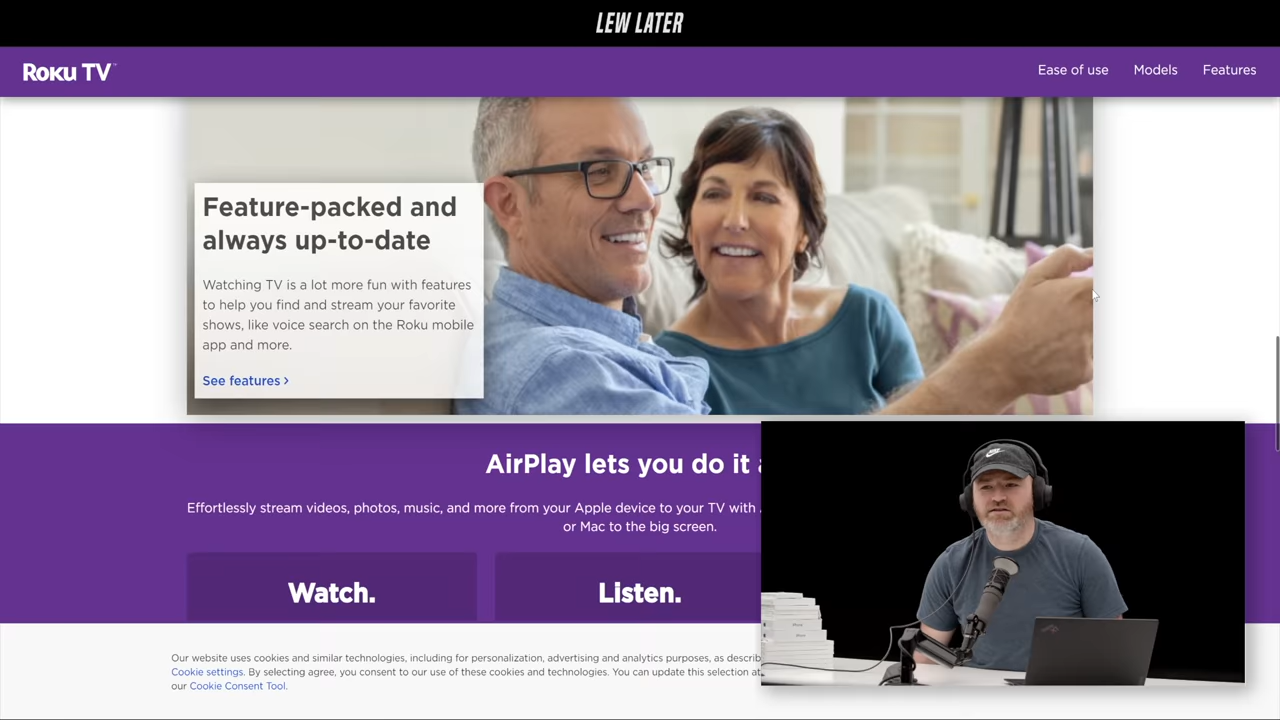 LEW LATER
Roku TV™
Ease of use
Models
Features
Feature-packed and
always up-to-date
Watching TV is a lot more fun with features
to help you find and stream your favorite
shows, like voice search on the Roku mobile
app and more.
See features ›
AirPlay lets you do it
Effortlessly stream videos, photos, music, and more from your Apple device to your TV with
or Mac to the big screen.
Watch.
Listen.
Our website uses cookies and similar technologies, including for personalization, advertising and analytics purposes, as describ
Cookie settings. By selecting agree, you consent to our use of these cookies and technologies. You can update this selection at
our Cookie Consent Tool.